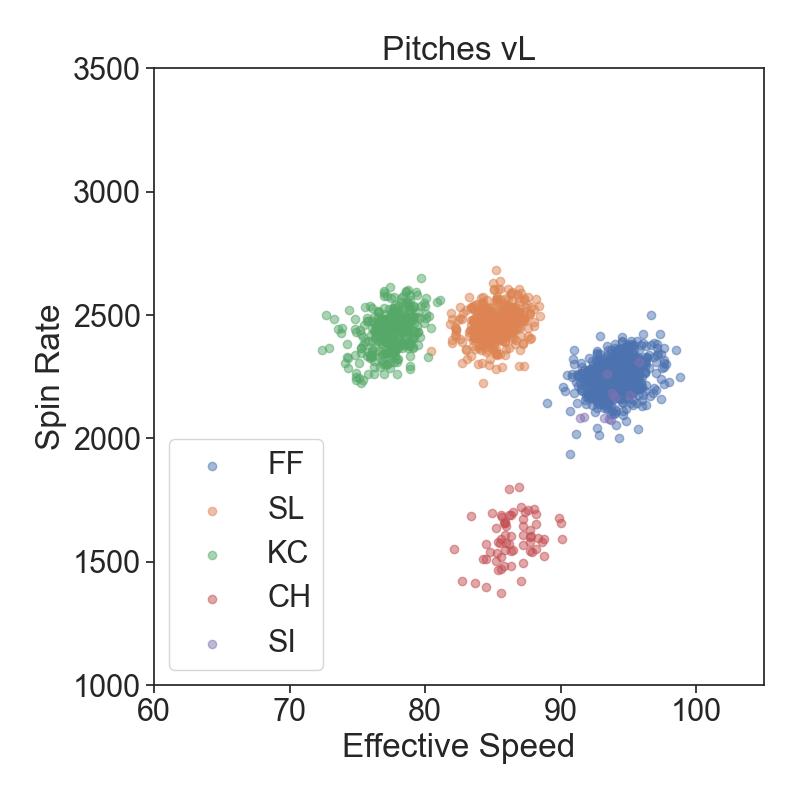 Pitches vL
3500
3000
2500
2000
1500
1000
Spin Rate
FF
SL
KC
CH
SI
60 70 80 90 100
Effective Speed